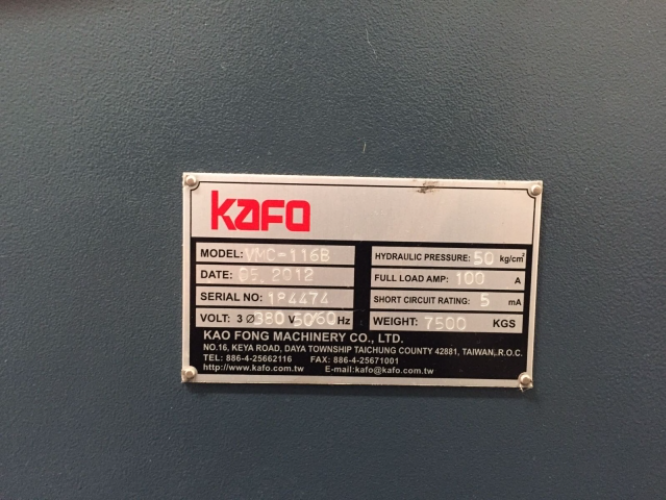 KAFO
MODEL: VMC-116B
DATE: 05.2012
SERIAL NO: 1P4474
VOLT: 3 Ø 380 V 50/60 Hz
HYDRAULIC PRESSURE: 50 kg/cm²
FULL LOAD AMP: 100 A
SHORT CIRCUIT RATING: 5 mA
WEIGHT: 7500 KGS
KAO FONG MACHINERY CO., LTD.
NO.16, KEYA ROAD, DAYA TOWNSHIP TAICHUNG COUNTY 42881, TAIWAN,.R.O.C.
TEL: 886-4-25662116 FAX: 886-4-25671001
http://www.kafo.com.tw E-mail:kafo@kafo.com.tw